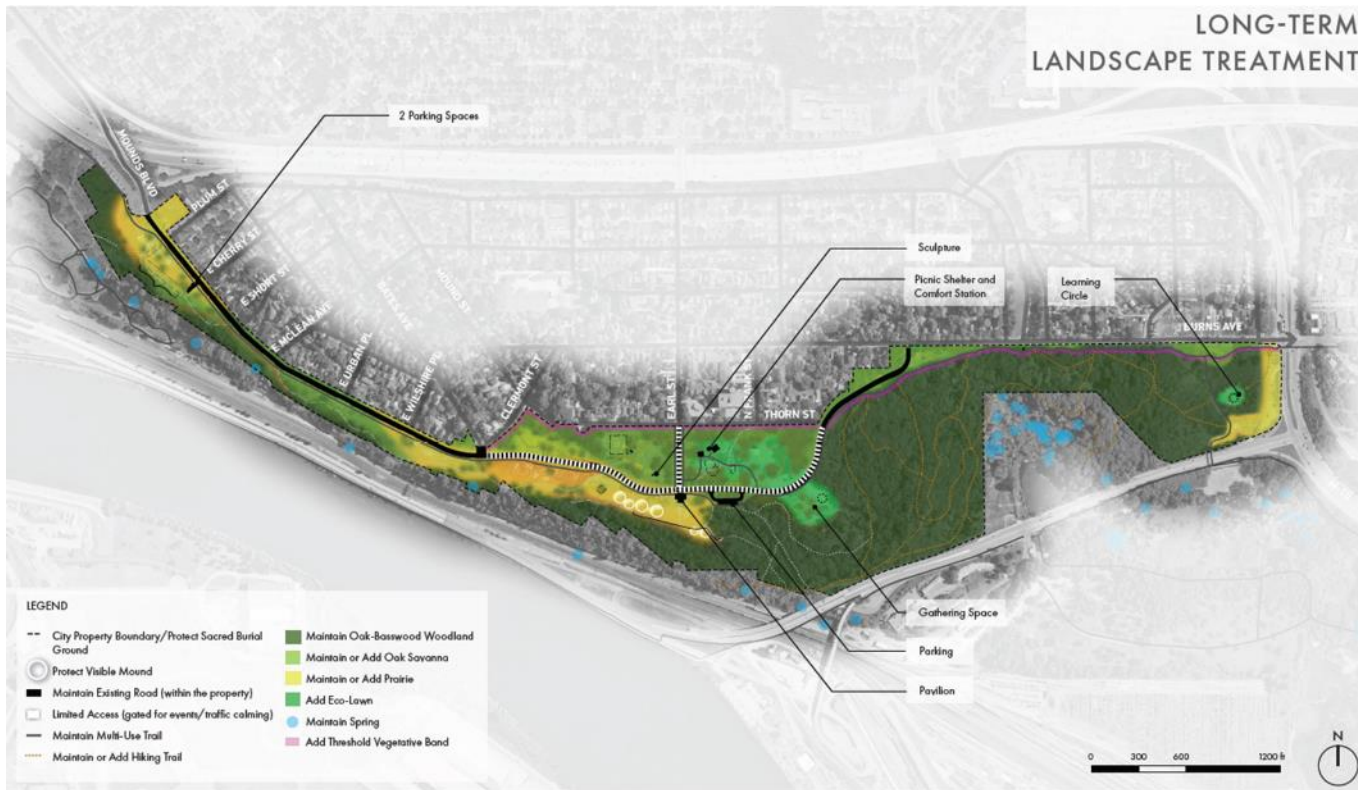 LONG-TERM
LANDSCAPE TREATMENT
2 Parking Spaces
MOUNDS BLVD
PLUM ST
E CHERRY ST
E SHORT ST
E MCLEAN AVE
E URBAN PL
E WILSHIRE PL
CLERMONT ST
EARL ST
THORN ST
BURNS AVE
Sculpture
Picnic Shelter and
Comfort Station
Learning
Circle
Gathering Space
Parking
Pavilion
LEGEND
City Property Boundary/Protect Sacred Burial
Ground
Protect Visible Mound
Maintain Existing Road (within the property)
Limited Access (gated for events/traffic calming)
Maintain Multi-Use Trail
Maintain or Add Hiking Trail
Maintain Oak-Basswood Woodland
Maintain or Add Oak Savanna
Maintain or Add Prairie
Add Eco-Lawn
Maintain Spring
Add Threshold Vegetative Band
0 300 600 1200 ft
N